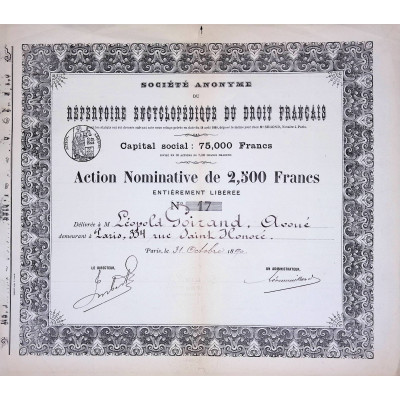 SOCIÉTÉ ANONYME
DU
RÉPERTOIRE ENCYCLOPÉDIQUE DU DROIT FRANÇAIS
Capital social : 75,000 Francs
Action Nominative de 2,500 Francs
ENTIÈREMENT LIBÉRÉE
N° 17
Délivrée à M Léopold Goirand, Avoué
demeurant à Paris, 334 rue Saint Honoré.
Paris, le 31 Octobre
LE DIRECTEUR,
UN ADMINISTRATEUR,